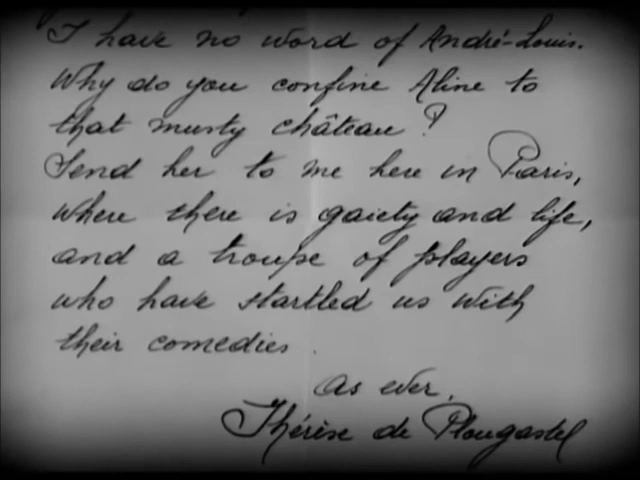 I have no word of André-Louis.
Why do you confine Aline to
that musty château?
Send her to me here in Paris,
where there is gaiety and life,
and a troupe of players
who have startled us with
their comedies.
As ever,
Thérèse de Plougastel